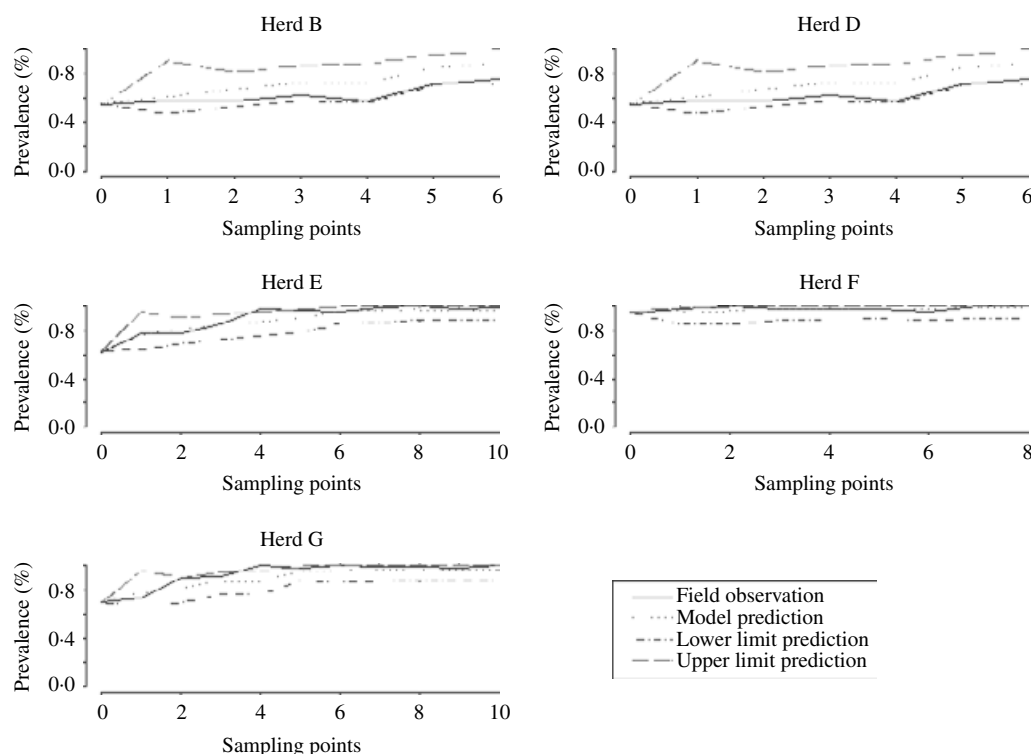 Herd B
Prevalence (%)
0·8
0·4
0·0
0 1 2 3 4 5 6
Sampling points
Herd D
Prevalence (%)
0·8
0·4
0·0
0 1 2 3 4 5 6
Sampling points
Herd E
Prevalence (%)
0·8
0·4
0·0
0 2 4 6 8 10
Sampling points
Herd F
Prevalence (%)
0·8
0·4
0·0
0 2 4 6 8
Sampling points
Herd G
Prevalence (%)
0·8
0·4
0·0
0 2 4 6 8 10
Sampling points
Field observation
Model prediction
Lower limit prediction
Upper limit prediction